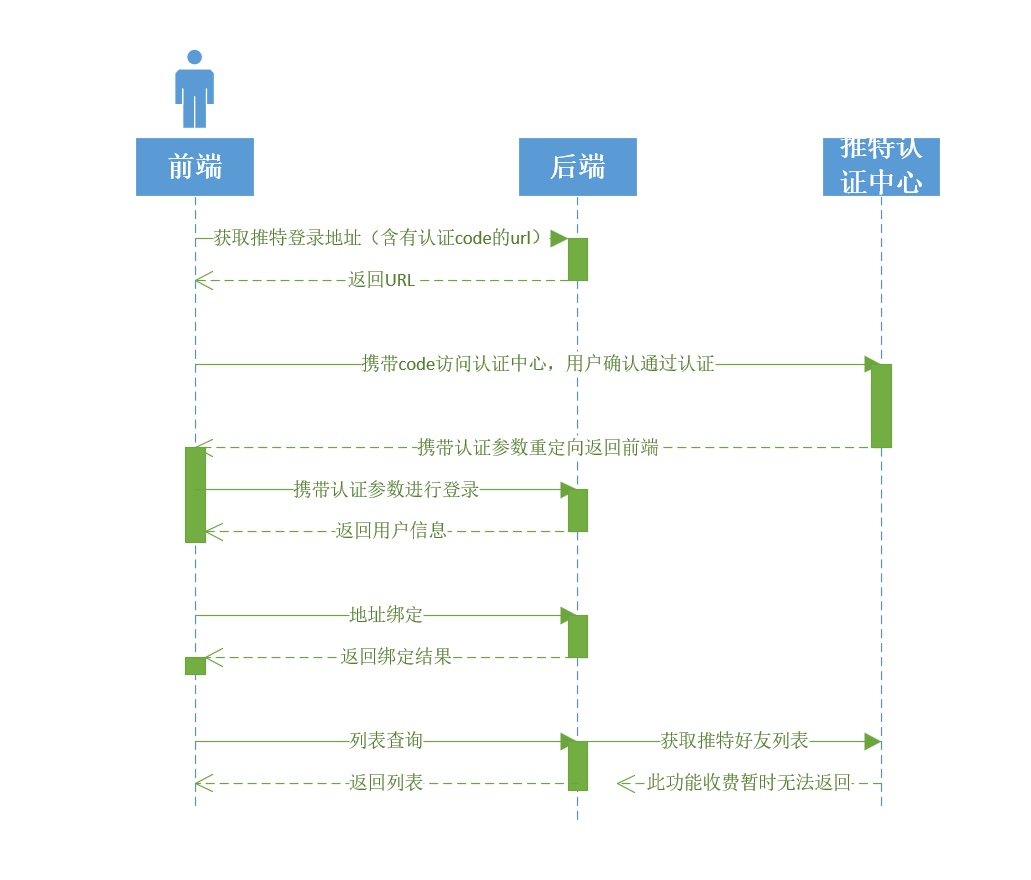 前端
后端
推特认
证中心
获取推特登录地址（含有认证code的url）
返回URL
携带code访问认证中心，用户确认通过认证
携带认证参数重定向返回前端
携带认证参数进行登录
返回用户信息
地址绑定
返回绑定结果
列表查询
获取推特好友列表
返回列表
此功能收费暂时无法返回